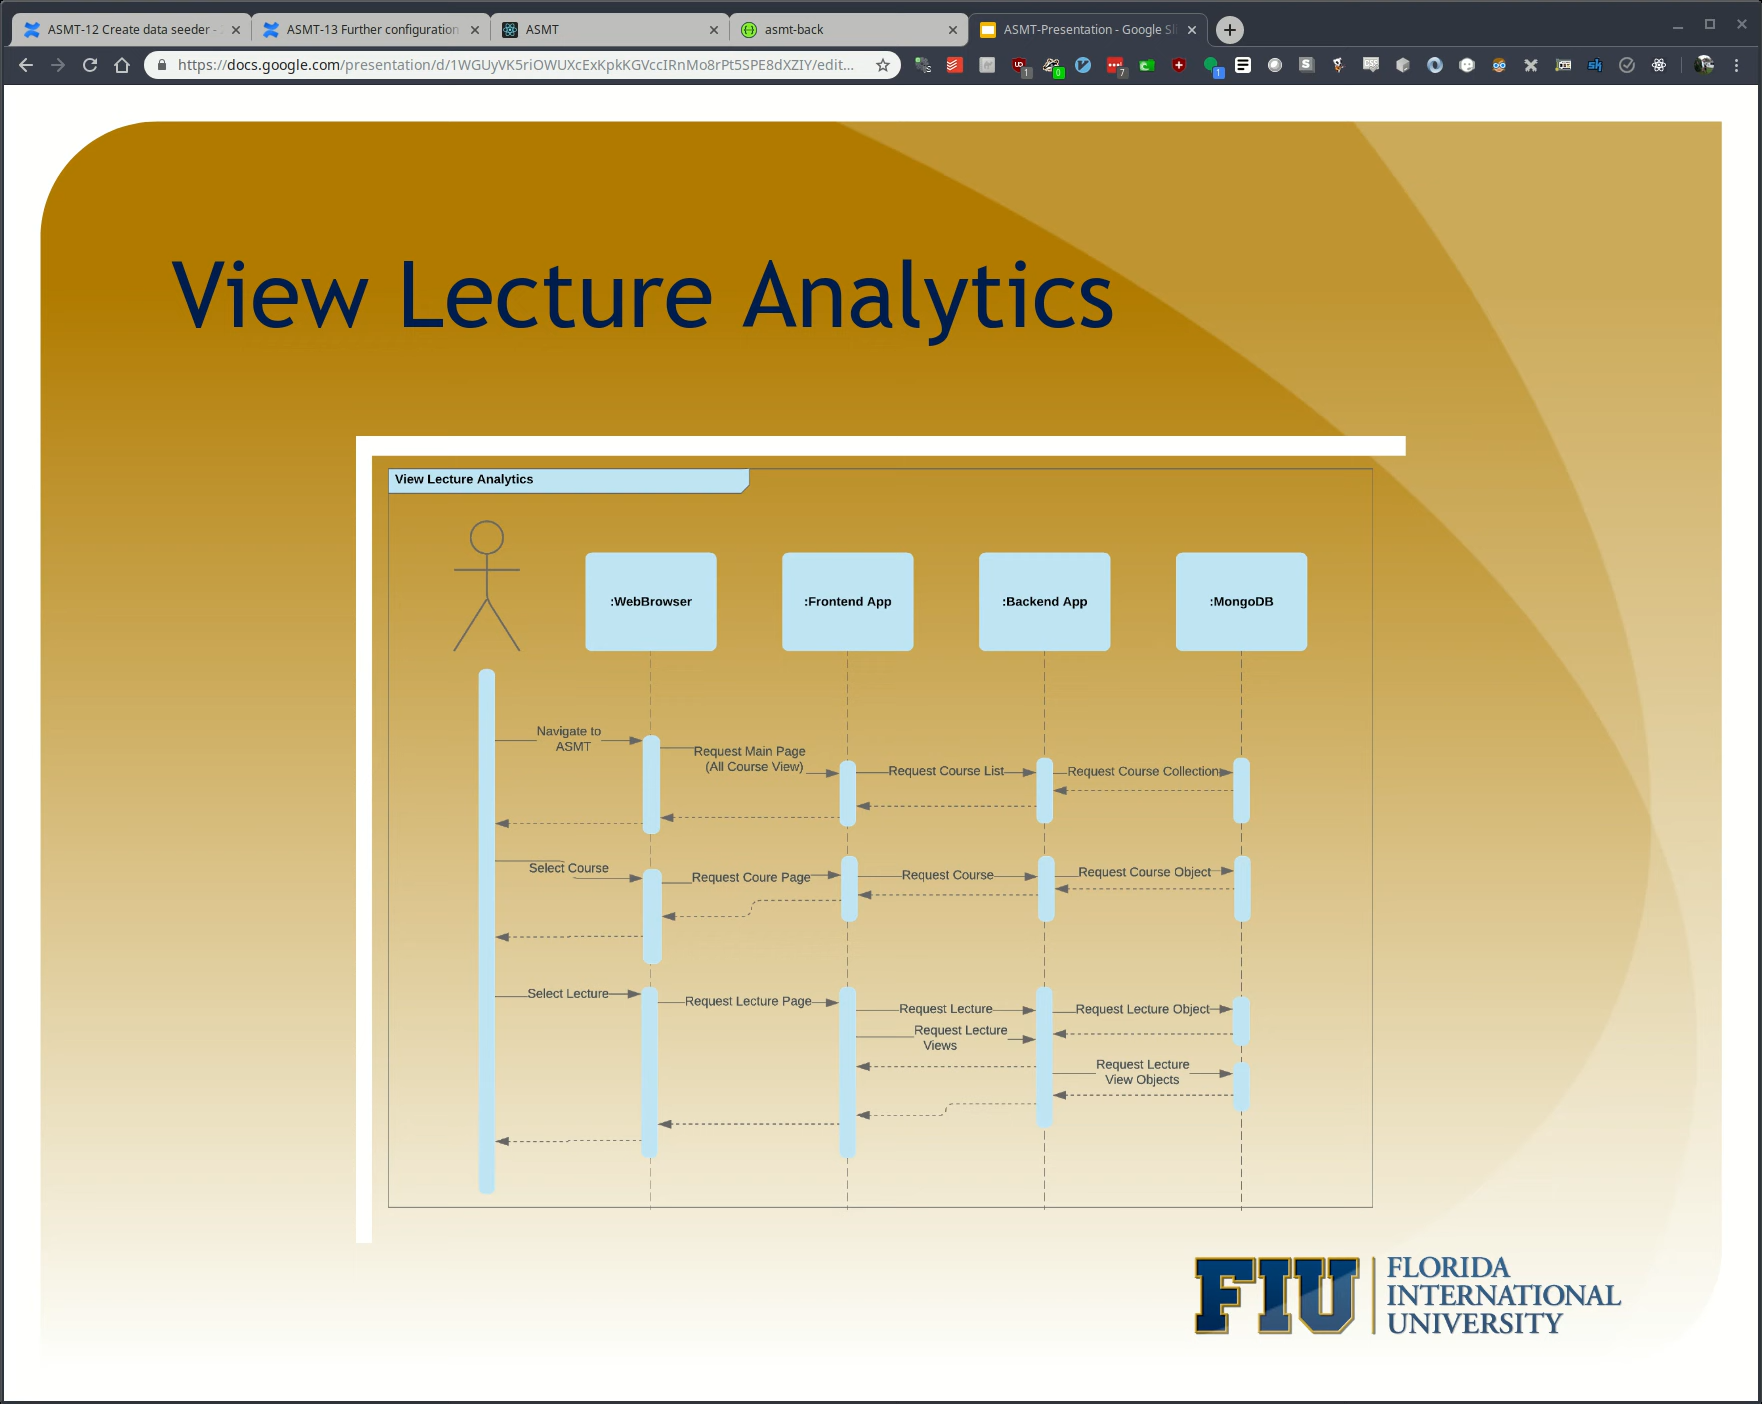 ASMT-12 Create data seeder -
ASMT-13 Further configuration
ASMT
asmt-back
ASMT-Presentation - Google Sl
https://docs.google.com/presentation/d/1WGUyVK5riOWUXcExKpkKGVccIRnMo8rPt5SPE8dXZIY/edit...
View Lecture Analytics
View Lecture Analytics
:WebBrowser
:Frontend App
:Backend App
:MongoDB
Navigate to
ASMT
Request Main Page
(All Course View)
Request Course List
Request Course Collection
Select Course
Request Coure Page
Request Course
Request Course Object
Select Lecture
Request Lecture Page
Request Lecture
Request Lecture Object
Request Lecture
Views
Request Lecture
View Objects
FIU
FLORIDA
INTERNATIONAL
UNIVERSITY